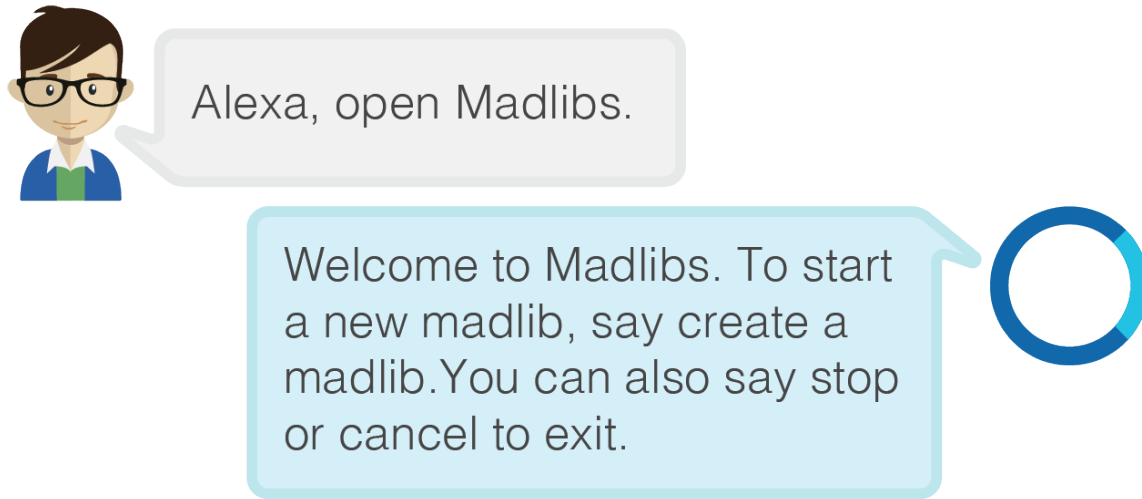 Alexa, open Madlibs.
Welcome to Madlibs. To start
a new madlib, say create a
madlib.You can also say stop
or cancel to exit.